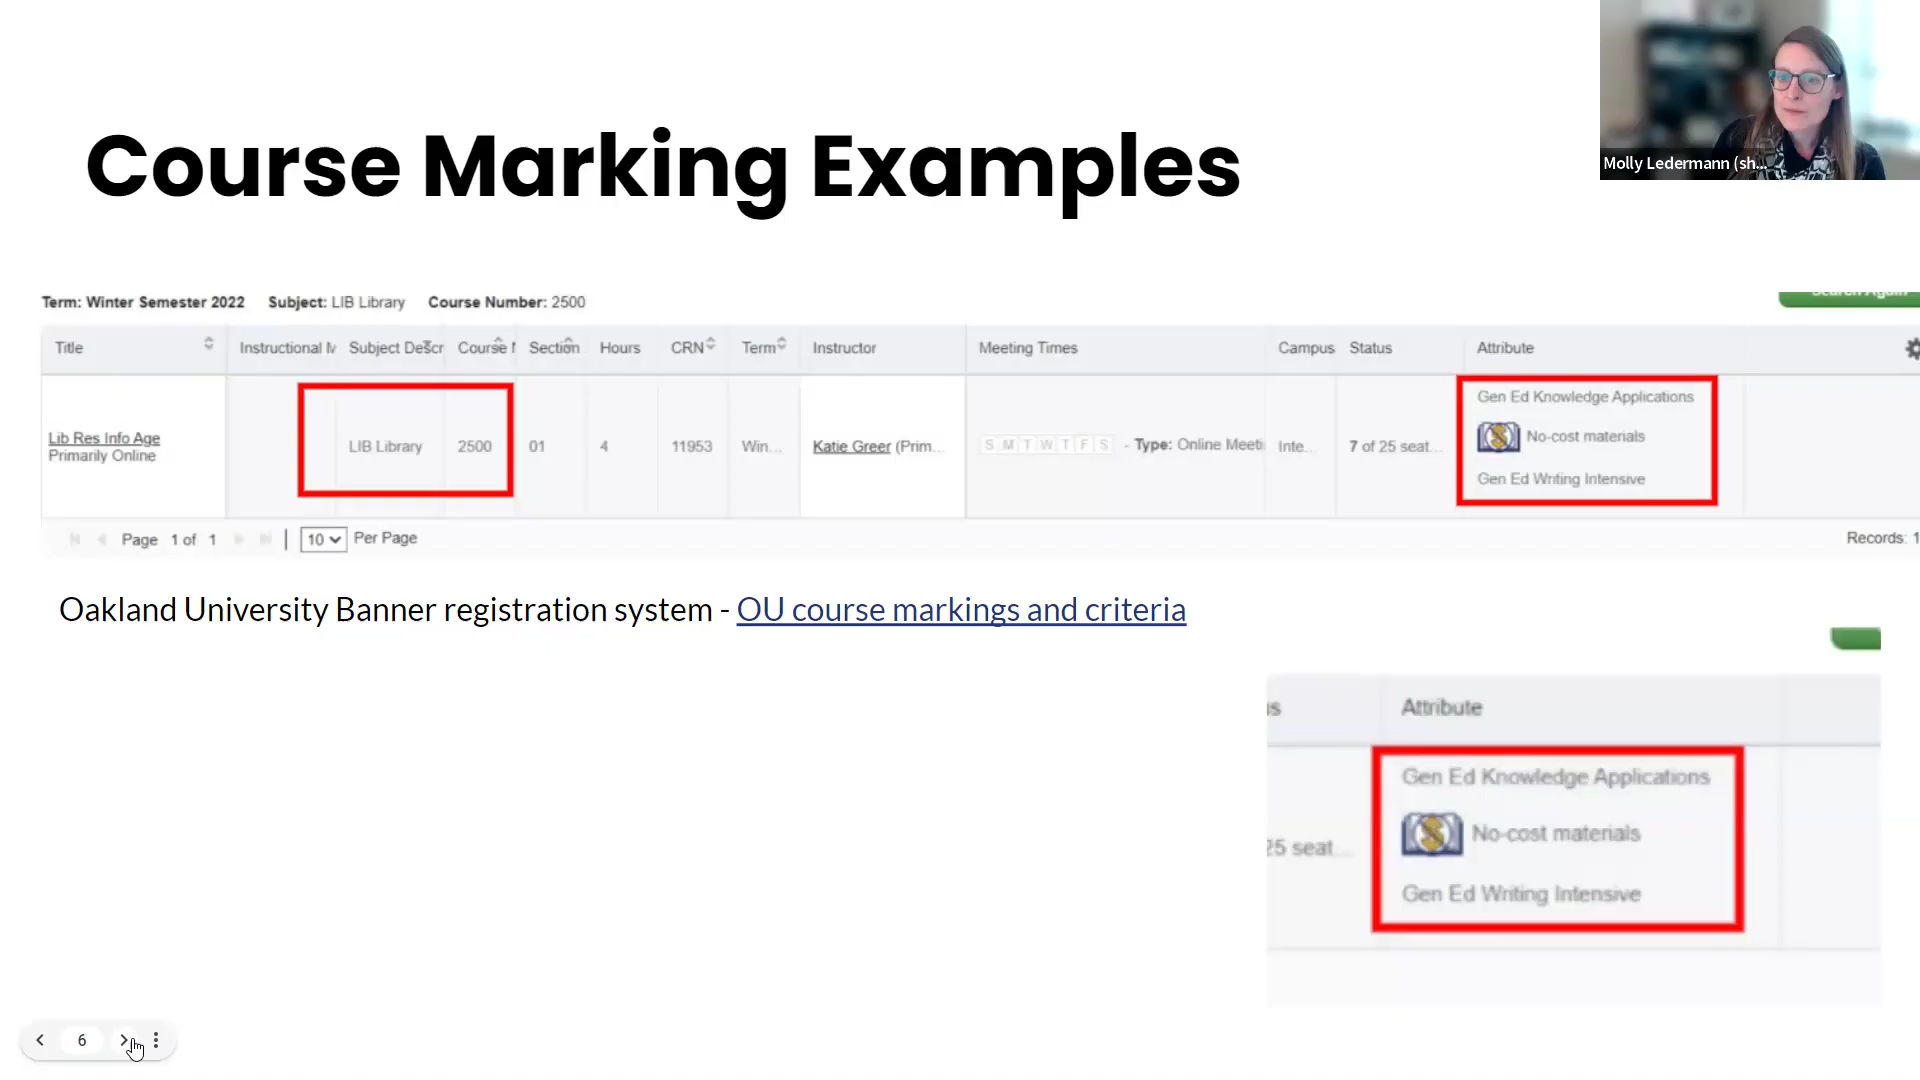 Molly Ledermann (sh...
Course Marking Examples
Term: Winter Semester 2022 Subject: LIB Library Course Number: 2500
Search Again
Title Instructional M Subject Descr Course N Section Hours CRN Term Instructor Meeting Times Campus Status Attribute
Gen Ed Knowledge Applications
Lib Res Info Age LIB Library 2500 01 4 11953 Win... Katie Greer (Prim... S M T W T F S - Type: Online Meeti Inte... 7 of 25 seat... No-cost materials
Primarily Online
Gen Ed Writing Intensive
Page 1 of 1 10 Per Page Records: 1
Oakland University Banner registration system - OU course markings and criteria
us Attribute
Gen Ed Knowledge Applications
No-cost materials
25 seat...
Gen Ed Writing Intensive
6